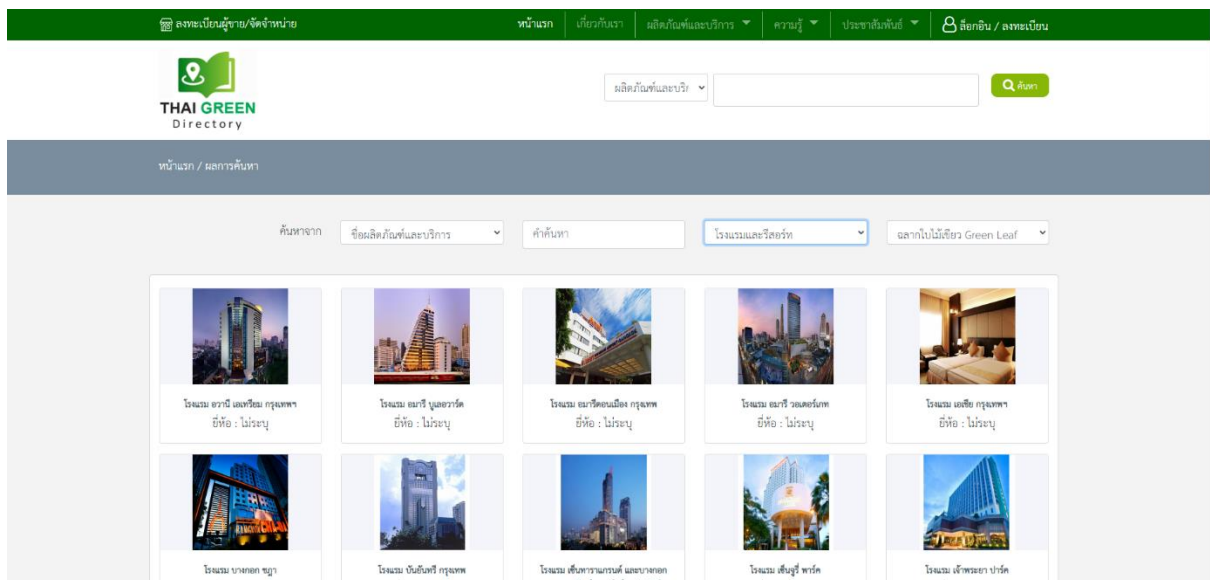 ลงทะเบียนผู้ขาย/จัดจำหน่าย
หน้าแรก
เกี่ยวกับเรา
ผลิตภัณฑ์และบริการ
ความรู้
ประชาสัมพันธ์
ล็อกอิน / ลงทะเบียน
THAI GREEN
Directory
ผลิตภัณฑ์และบริก
ค้นหา
หน้าแรก / ผลการค้นหา
ค้นหาจาก
ชื่อผลิตภัณฑ์และบริการ
คำค้นหา
โรงแรมและรีสอร์ท
ฉลากใบไม้เขียว Green Leaf
โรงแรม อวานี เอเทรียม กรุงเทพฯ
ยี่ห้อ : ไม่ระบุ
โรงแรม อมารี บูเลอวาร์ด
ยี่ห้อ : ไม่ระบุ
โรงแรม อมารีดอนเมือง กรุงเทพ
ยี่ห้อ : ไม่ระบุ
โรงแรม อมารี วอเตอร์เกท
ยี่ห้อ : ไม่ระบุ
โรงแรม เอเชีย กรุงเทพฯ
ยี่ห้อ : ไม่ระบุ
โรงแรม บางกอก ชฎา
โรงแรม บันยันทรี กรุงเทพ
โรงแรม เซ็นทาราแกรนด์ และบางกอก
โรงแรม เซ็นจูรี่ พาร์ค
โรงแรม เจ้าพระยา ปาร์ค